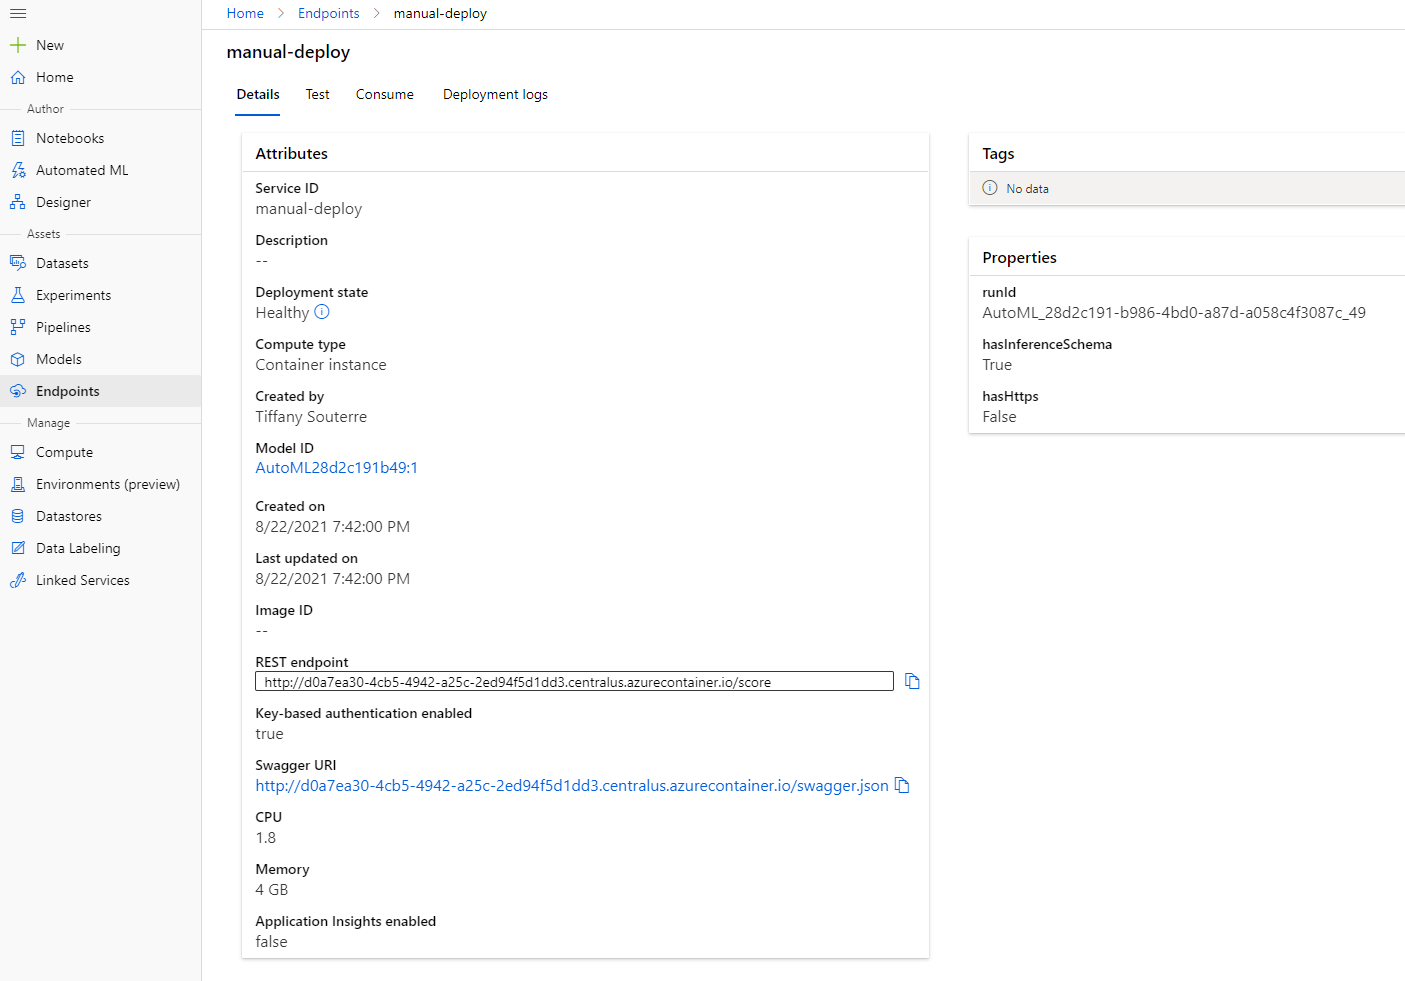 Home > Endpoints > manual-deploy
New
Home
Author
Notebooks
Automated ML
Designer
Assets
Datasets
Experiments
Pipelines
Models
Endpoints
Manage
Compute
Environments (preview)
Datastores
Data Labeling
Linked Services
manual-deploy
Details Test Consume Deployment logs
Attributes
Service ID
manual-deploy
Description
--
Deployment state
Healthy
Compute type
Container instance
Created by
Tiffany Souterre
Model ID
AutoML28d2c191b49:1
Created on
8/22/2021 7:42:00 PM
Last updated on
8/22/2021 7:42:00 PM
Image ID
--
REST endpoint
http://d0a7ea30-4cb5-4942-a25c-2ed94f5d1dd3.centralus.azurecontainer.io/score
Key-based authentication enabled
true
Swagger URI
http://d0a7ea30-4cb5-4942-a25c-2ed94f5d1dd3.centralus.azurecontainer.io/swagger.json
CPU
1.8
Memory
4 GB
Application Insights enabled
false
Tags
No data
Properties
runId
AutoML_28d2c191-b986-4bd0-a87d-a058c4f3087c_49
hasInferenceSchema
True
hasHttps
False